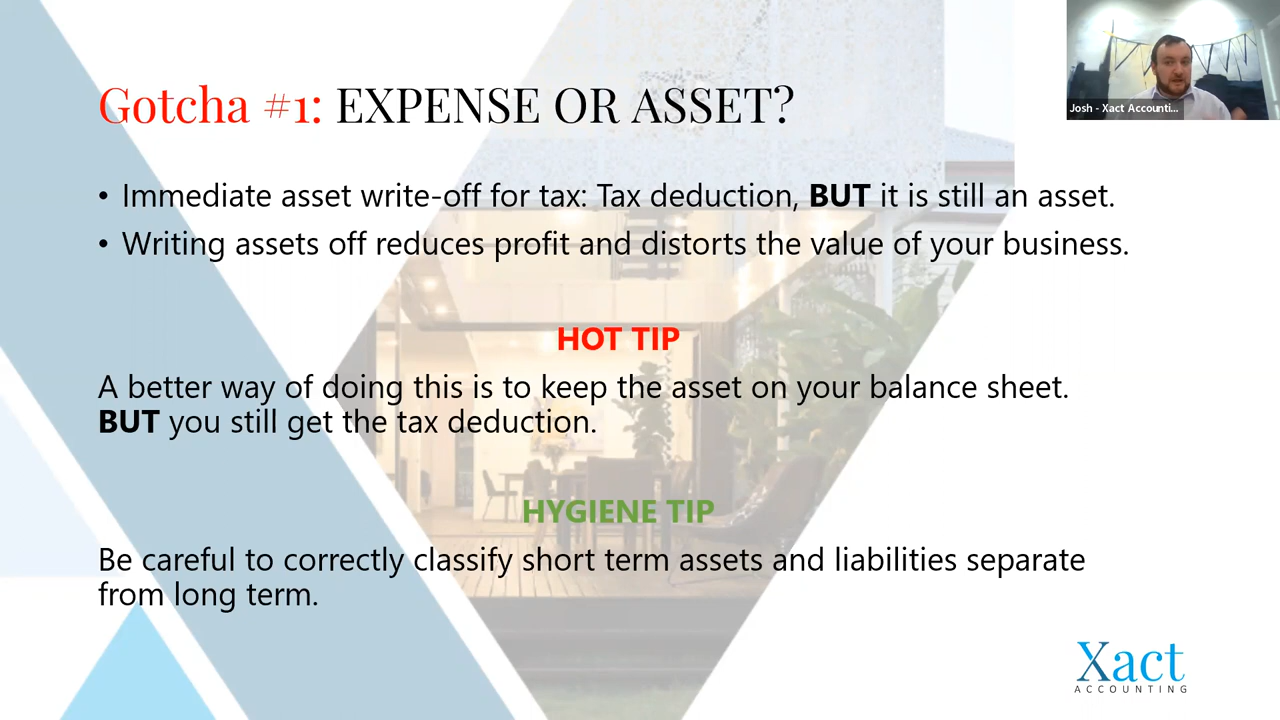 Gotcha #1: EXPENSE OR ASSET?
Josh - Xact Accounti...
• Immediate asset write-off for tax: Tax deduction, BUT it is still an asset.
• Writing assets off reduces profit and distorts the value of your business.
HOT TIP
A better way of doing this is to keep the asset on your balance sheet.
BUT you still get the tax deduction.
HYGIENE TIP
Be careful to correctly classify short term assets and liabilities separate
from long term.
Xact
ACCOUNTING